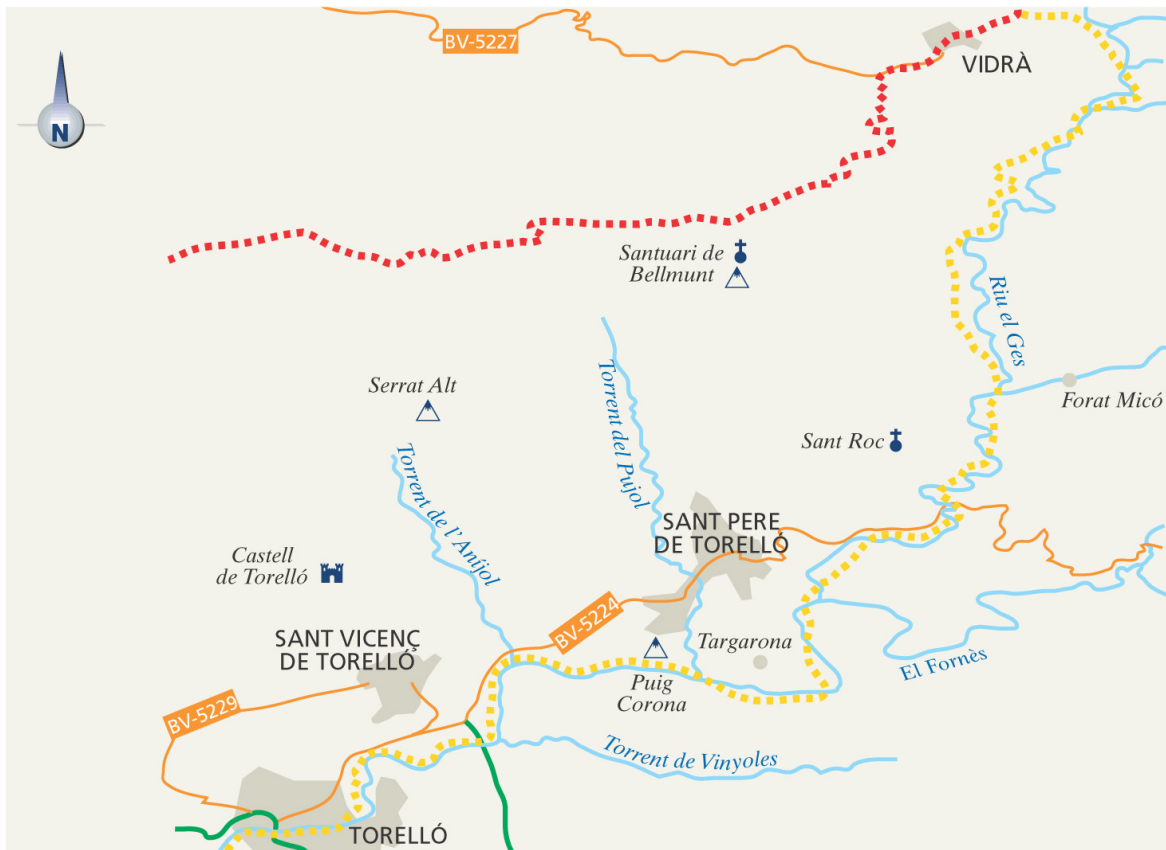 BV-5227
VIDRÀ
N
Santuari de
Bellmunt
Riu el Ges
Serrat Alt
Forat Micó
Torrent del Pujol
Sant Roc
Torrent de l'Antijol
SANT PERE
DE TORELLÓ
Castell
de Torelló
BV-5224
SANT VICENÇ
DE TORELLÓ
Targarona
El Fornès
Puig
Corona
BV-5229
Torrent de Vinyoles
TORELLÓ